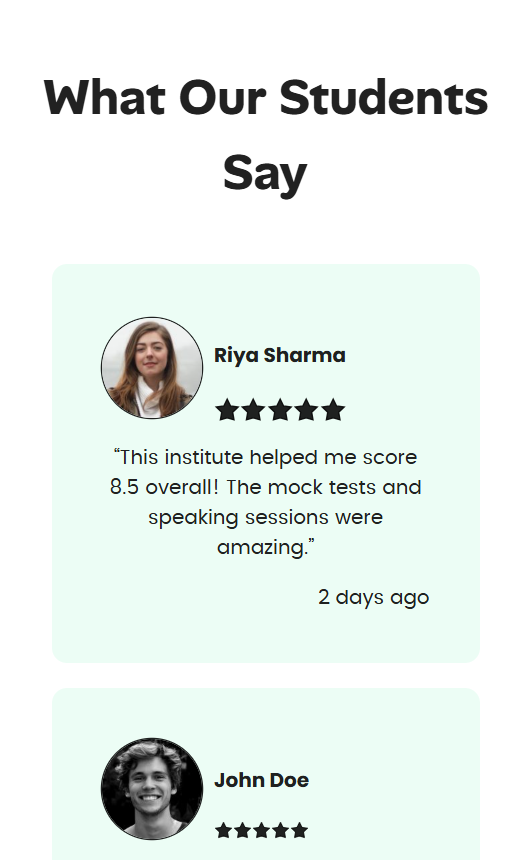 What Our Students
Say
Riya Sharma
“This institute helped me score
8.5 overall! The mock tests and
speaking sessions were
amazing.”
2 days ago
John Doe